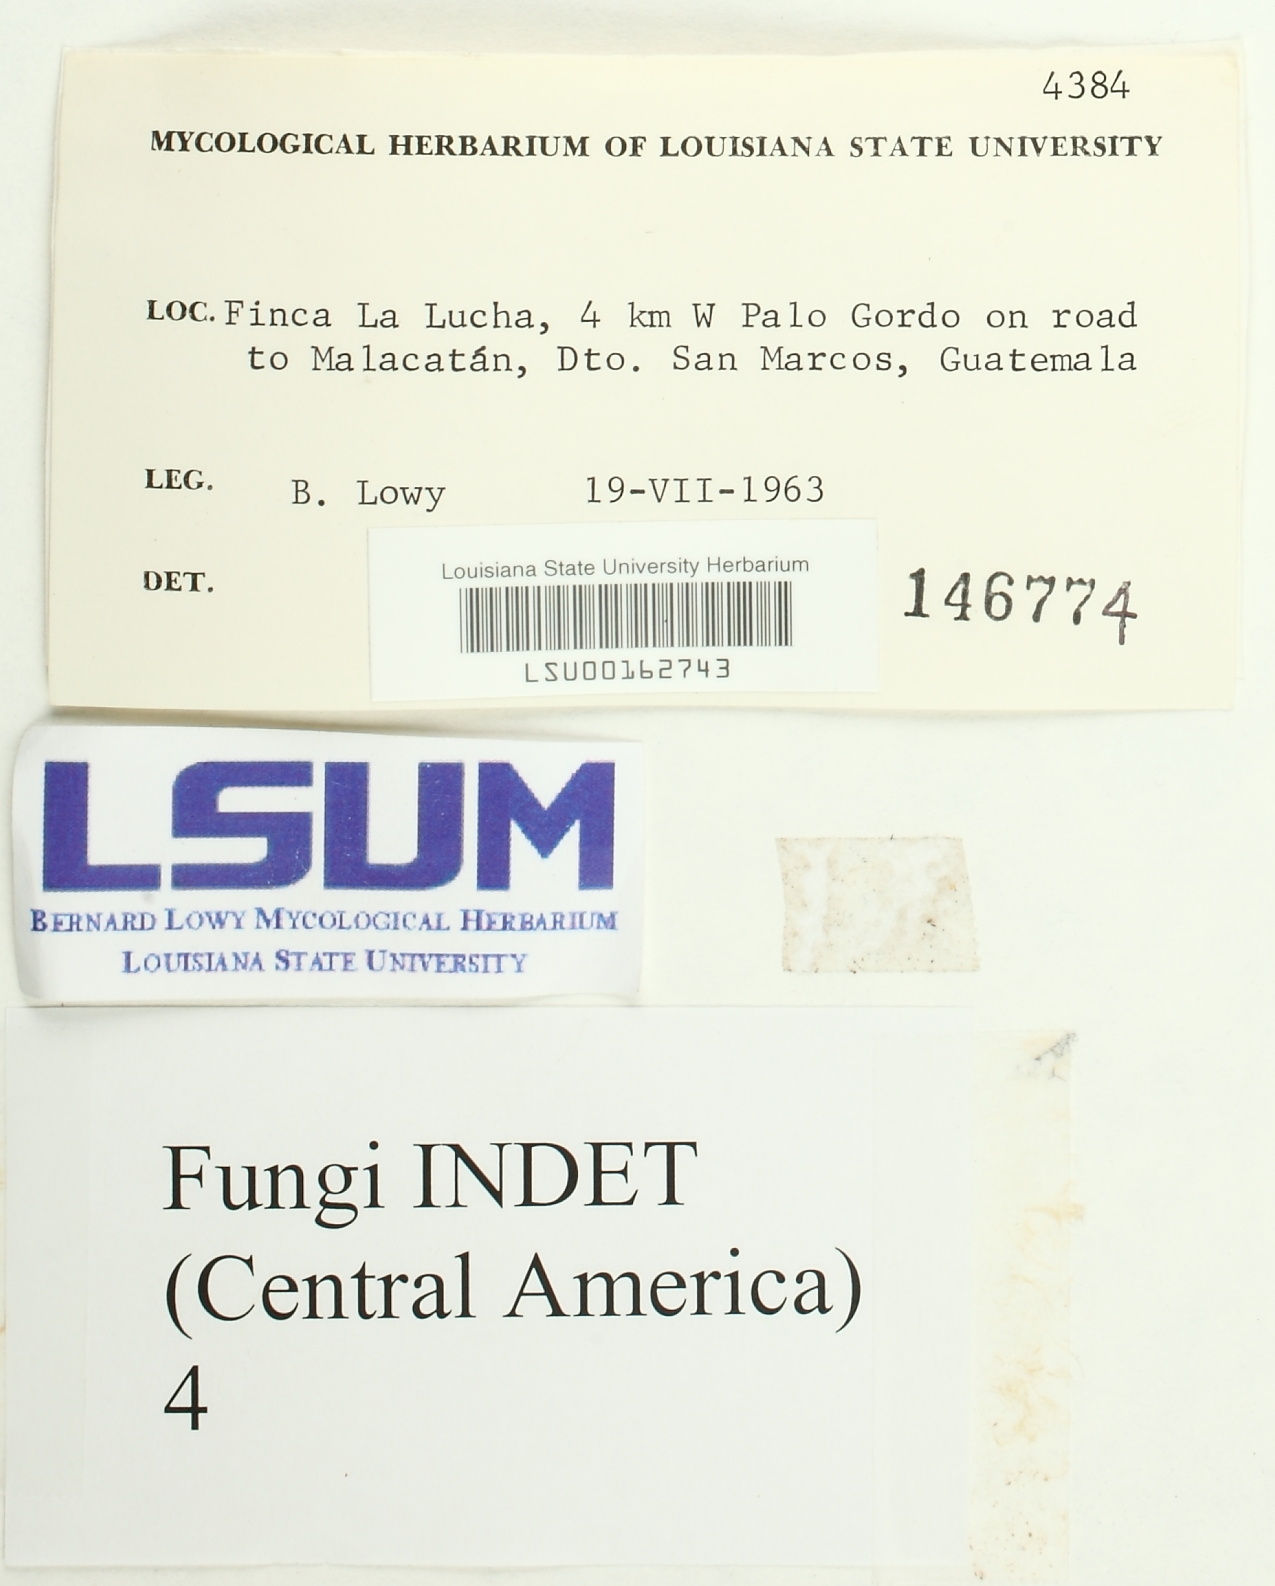 4384
MYCOLOGICAL HERBARIUM OF LOUISIANA STATE UNIVERSITY
LOC. Finca La Lucha, 4 km W Palo Gordo on road
to Malacatán, Dto. San Marcos, Guatemala
LEG. B. Lowy 19-VII-1963
DET.
Louisiana State University Herbarium
LSU00162743
146774
LSUM
BERNARD LOWY MYCOLOGICAL HERBARIUM
LOUISIANA STATE UNIVERSITY
Fungi INDET
(Central America)
4